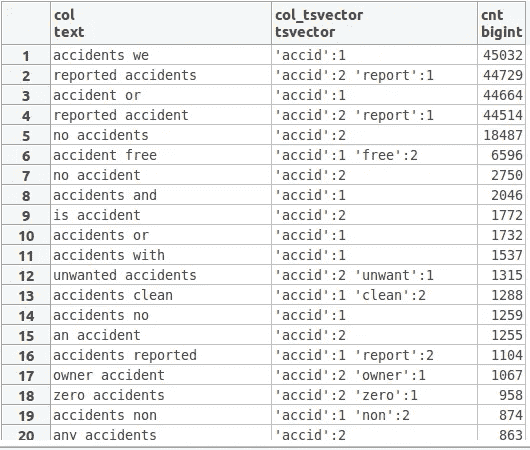 col col_tsvector cnt
text tsvector bigint
1 accidents we 'accid':1 45032
2 reported accidents 'accid':2 'report':1 44729
3 accident or 'accid':1 44664
4 reported accident 'accid':2 'report':1 44514
5 no accidents 'accid':2 18487
6 accident free 'accid':1 'free':2 6596
7 no accident 'accid':2 2750
8 accidents and 'accid':1 2046
9 is accident 'accid':2 1772
10 accidents or 'accid':1 1732
11 accidents with 'accid':1 1537
12 unwanted accidents 'accid':2 'unwant':1 1315
13 accidents clean 'accid':1 'clean':2 1288
14 accidents no 'accid':1 1259
15 an accident 'accid':2 1255
16 accidents reported 'accid':1 'report':2 1104
17 owner accident 'accid':2 'owner':1 1067
18 zero accidents 'accid':2 'zero':1 958
19 accidents non 'accid':1 'non':2 874
20 any accidents 'accid':2 863